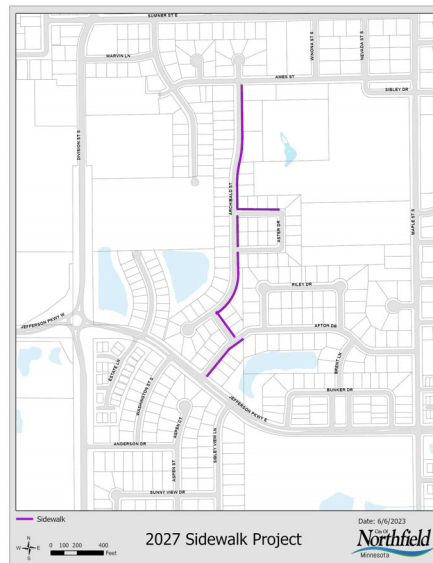 SUMNER ST E
MARVIN LN
WINONA ST S
NEVADA ST S
AMES ST
SIBLEY DR
DIVISION ST S
ARCHIBALD ST
MAPLE ST S
ASTER DR
RILEY DR
JEFFERSON PKWY W
AFTON DR
ESTATE LN
BRENT LN
WASHINGTON ST S
BUNKER DR
JEFFERSON PKWY E
ASPEN CT
SIBLEY VIEW LN
ANDERSON DR
ASPEN ST
SUNNY VIEW DR
Sidewalk
Date: 6/6/2023
N
W E
S
0 100 200 400
Feet
2027 Sidewalk Project
City Of
Northfield
Minnesota